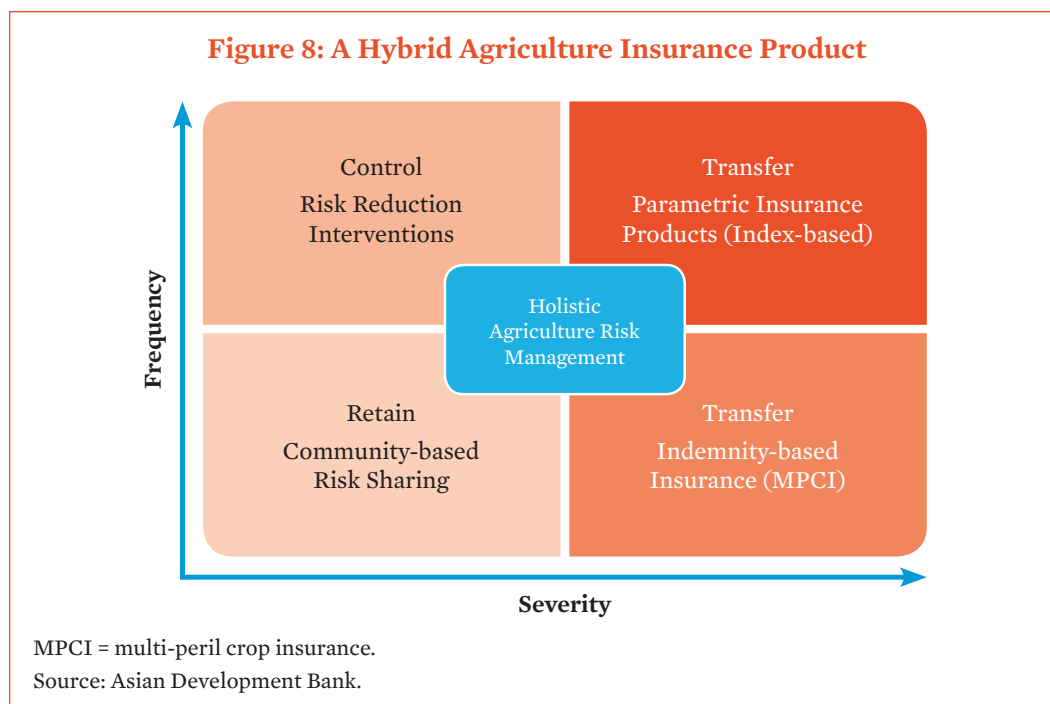 Figure 8: A Hybrid Agriculture Insurance Product
Frequency
Control
Risk Reduction
Interventions
Transfer
Parametric Insurance
Products (Index-based)
Holistic
Agriculture Risk
Management
Retain
Community-based
Risk Sharing
Transfer
Indemnity-based
Insurance (MPCI)
Severity
MPCI = multi-peril crop insurance.
Source: Asian Development Bank.